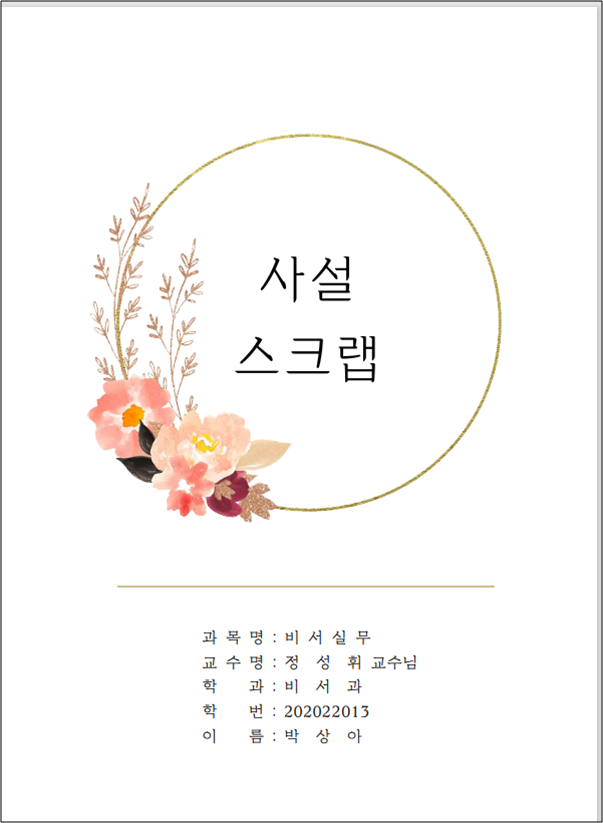 사설
스크랩
과 목 명 : 비 서 실 무
교 수 명 : 정 성 휘 교수님
학 과 : 비 서 과
학 번 : 202022013
이 름 : 박 상 아